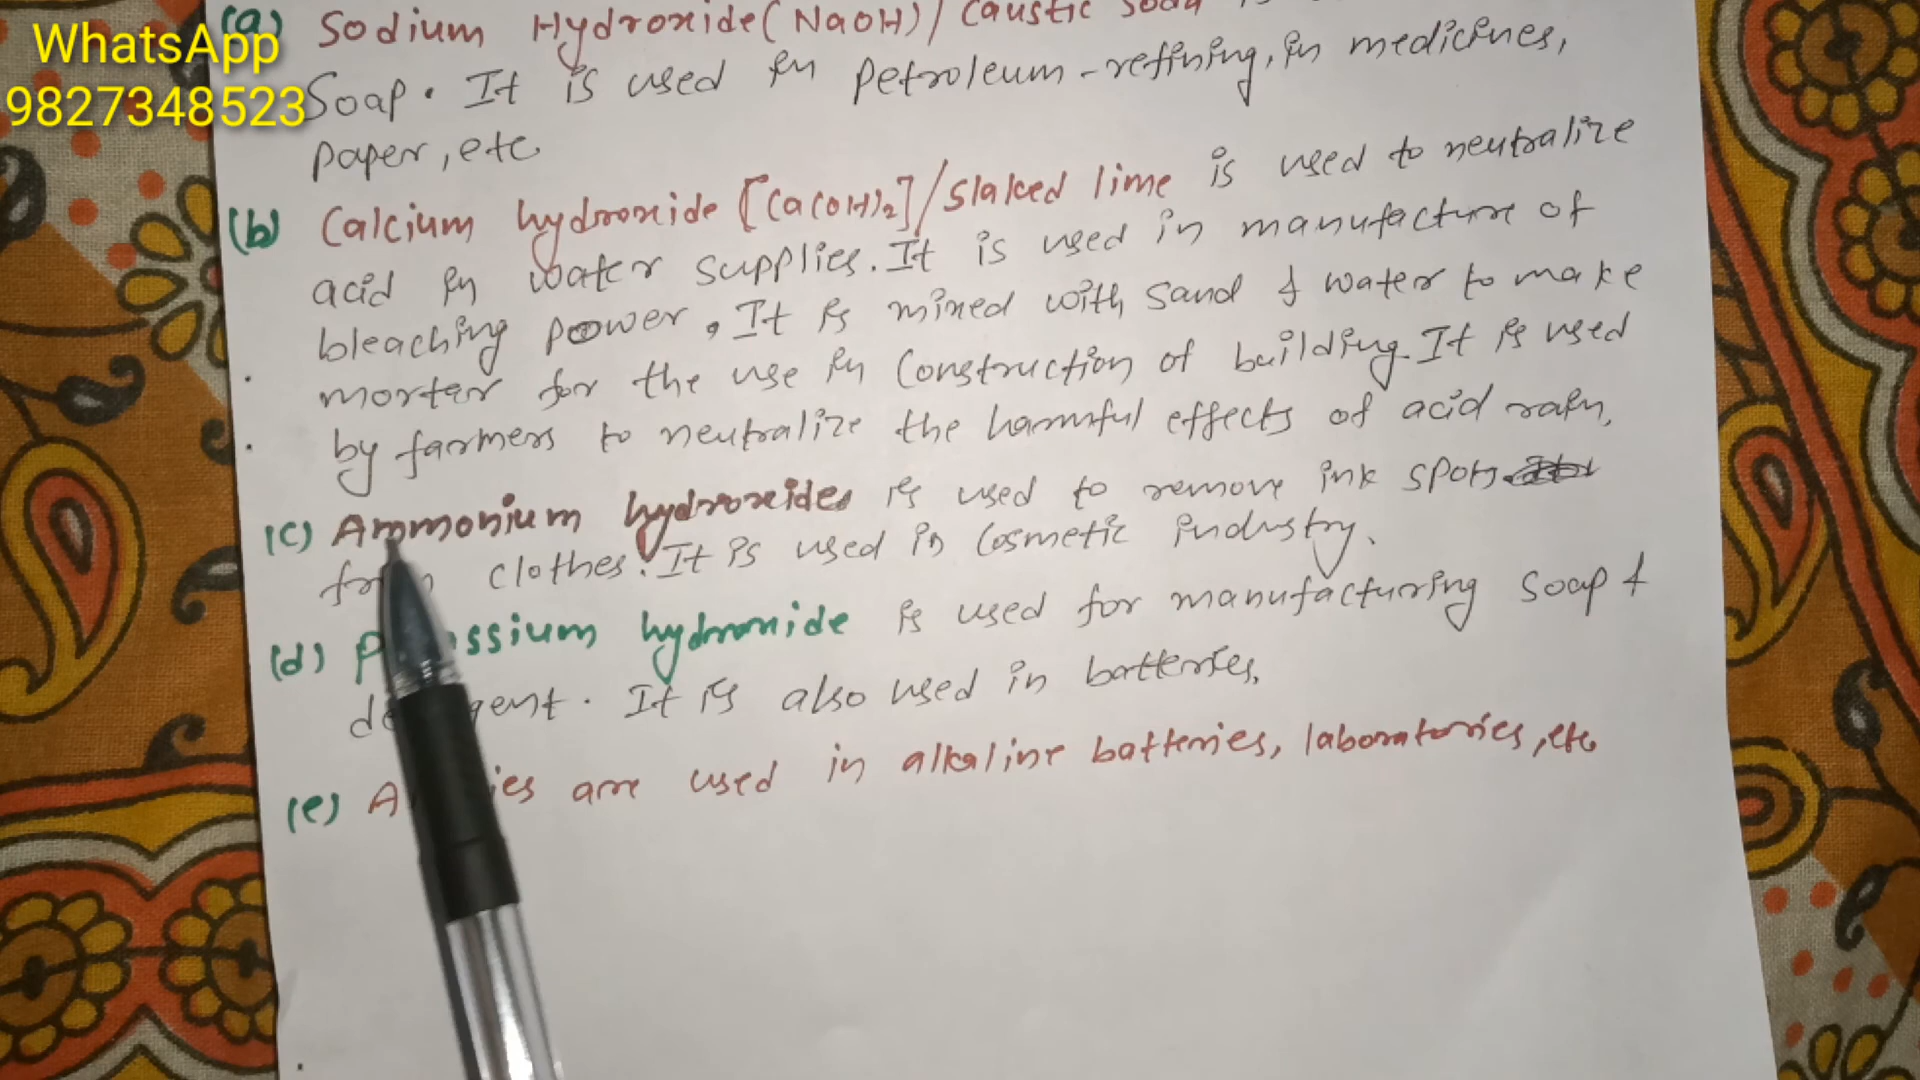 WhatsApp
9827348523
(a) Sodium Hydroxide(NaOH)/Caustic Soda
Soap. It is used in petroleum-refining, in medicines,
paper, etc
(b) Calcium hydroxide [Ca(OH)2]/Slaked lime is used to neutralize
acid in water supplies. It is used in manufacture of
bleaching power. It is mixed with sand & water to make
mortar for the use in Construction of building. It is used
by farmers to neutralize the harmful effects of acid rain.
(c) Ammonium hydroxide is used to remove ink spots
from clothes. It is used in Cosmetic industry.
(d) Potassium hydroxide is used for manufacturing soap &
detergent. It is also used in batteries.
(e) are used in alkaline batteries, laboratories, etc